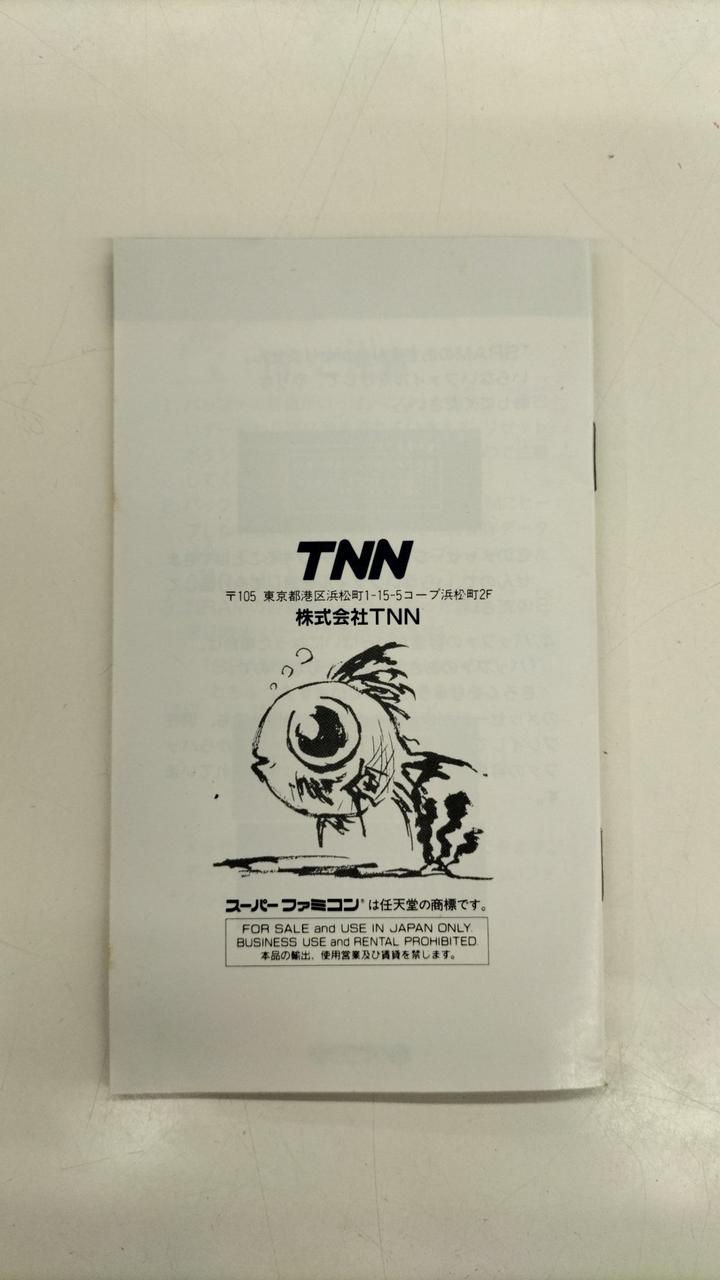 TNN
〒105 東京都港区浜松町1-15-5コープ浜松町2F
株式会社TNN
スーパーファミコン®は任天堂の商標です。
FOR SALE and USE IN JAPAN ONLY.
BUSINESS USE and RENTAL PROHIBITED.
本品の輸出、使用営業及び賃貸を禁します。